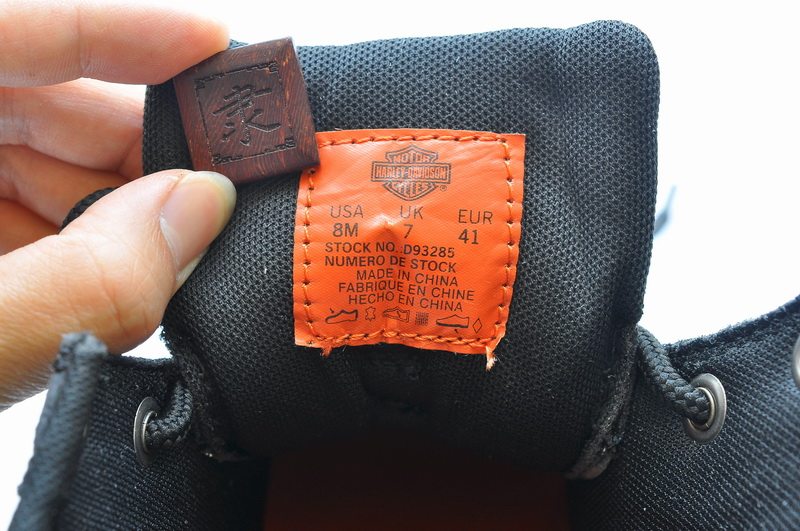 MOTOR
HARLEY-DAVIDSON
CYCLES
®
USA UK EUR
8M 7 41
STOCK NO.:D93285
NUMERO DE STOCK
MADE IN CHINA
FABRIQUE EN CHINE
HECHO EN CHINA